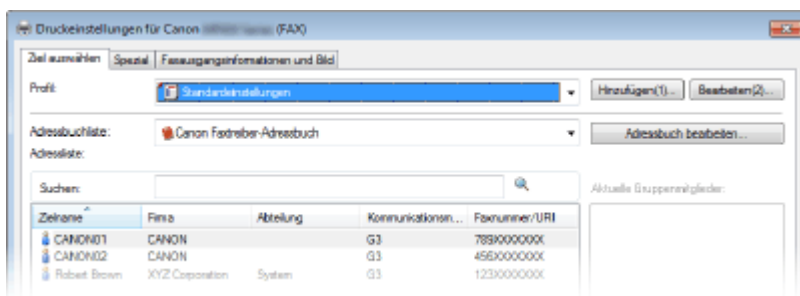 Druckeinstellungen für Canon (FAX)
Ziel auswählen Spezial Faxausgangsinformationen und Bild
Profil: Standardeinstellungen Hinzufügen(1)... Bearbeiten(2)...
Adressbuchliste: Canon Faxtreiber-Adressbuch Adressbuch bearbeiten...
Adressliste:
Suchen: Aktuelle Gruppenmitglieder:
Zielname Firma Abteilung Kommunikationsm... Faxnummer/URI
CANON01 CANON G3 789XXXXXXX
CANON02 CANON G3 456XXXXXXX
Robert Brown XYZ Corporation System G3 123XXXXXXX